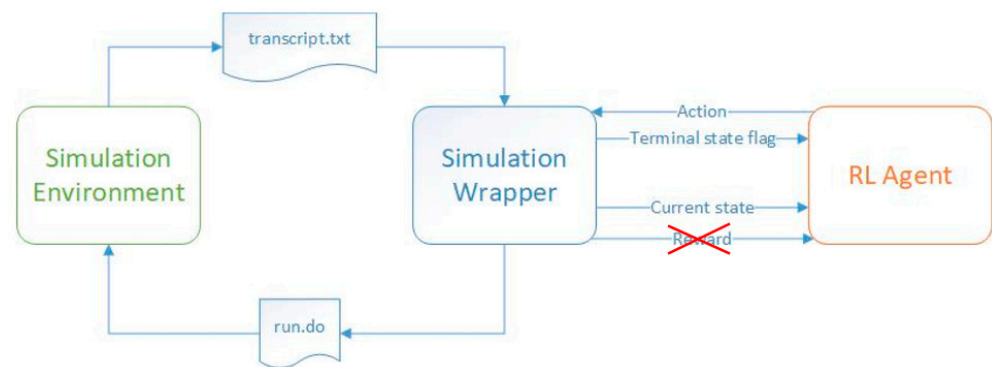 transcript.txt
Simulation
Environment
Simulation
Wrapper
Action
Terminal state flag
Current state
Reward
RL Agent
run.do